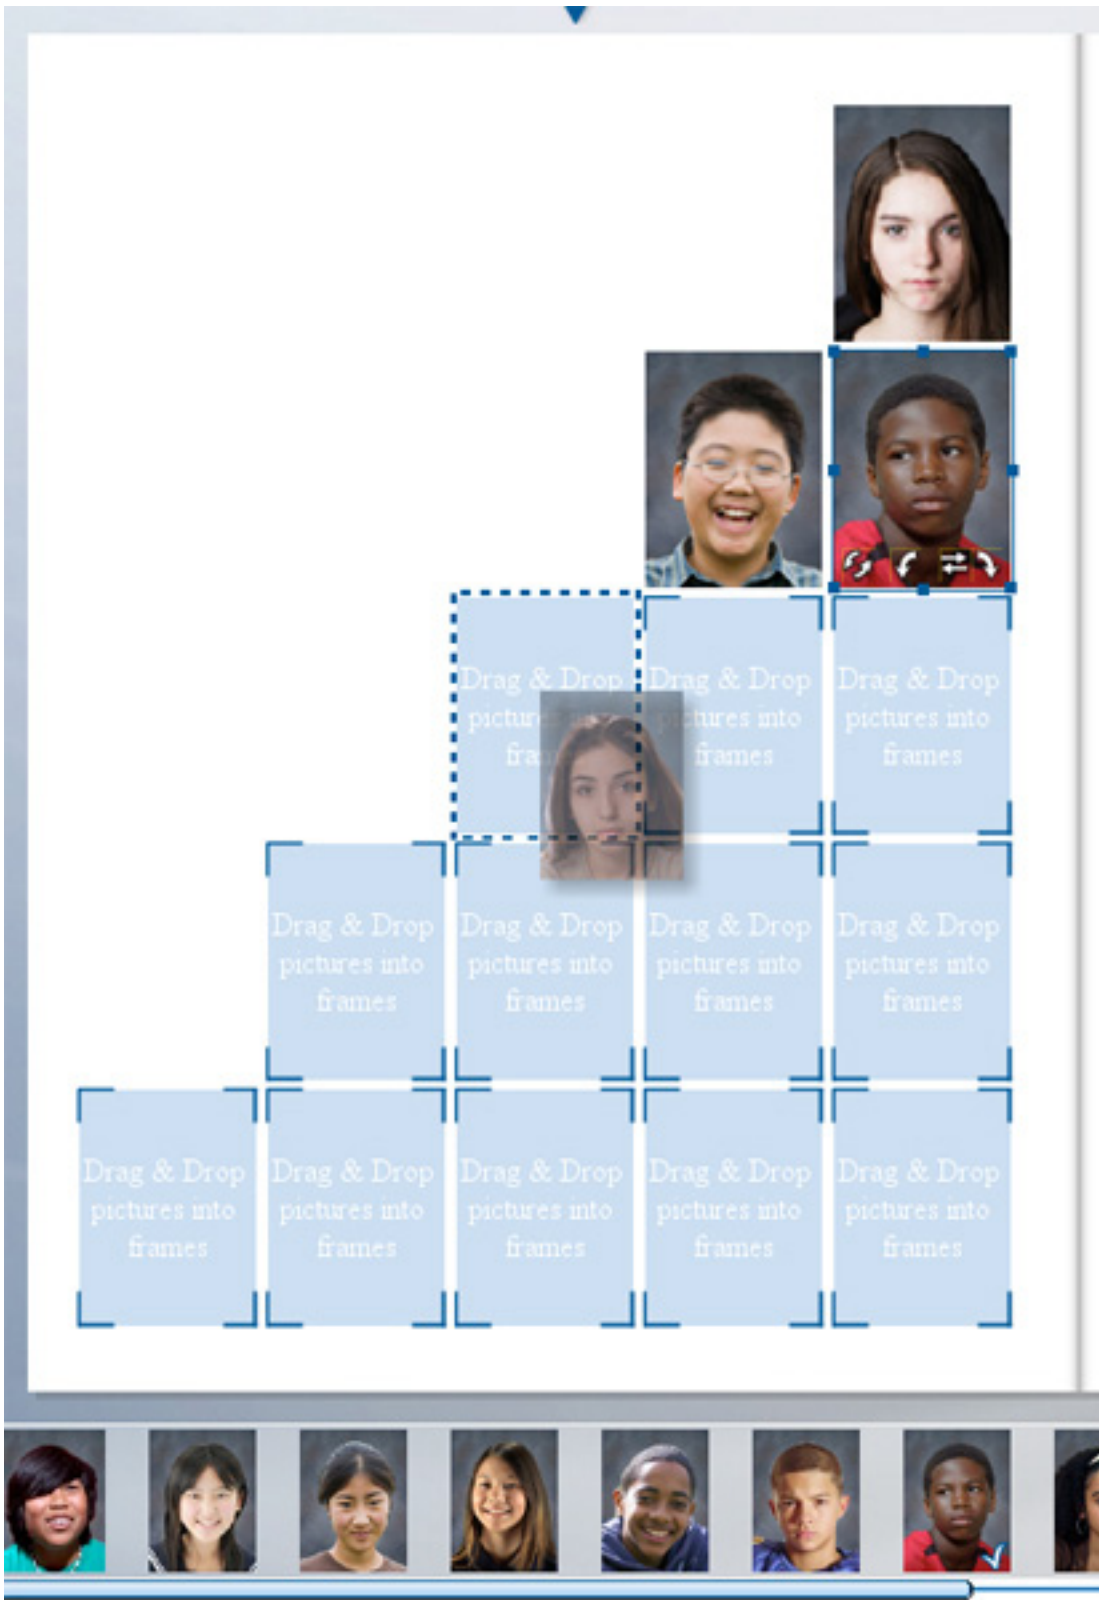 Drag & Drop
pictures into
frames
Drag & Drop
pictures into
frames
Drag & Drop
pictures into
frames
Drag & Drop
pictures into
frames
Drag & Drop
pictures into
frames
Drag & Drop
pictures into
frames
Drag & Drop
pictures into
frames
Drag & Drop
pictures into
frames
Drag & Drop
pictures into
frames
Drag & Drop
pictures into
frames
Drag & Drop
pictures into
frames
Drag & Drop
pictures into
frames